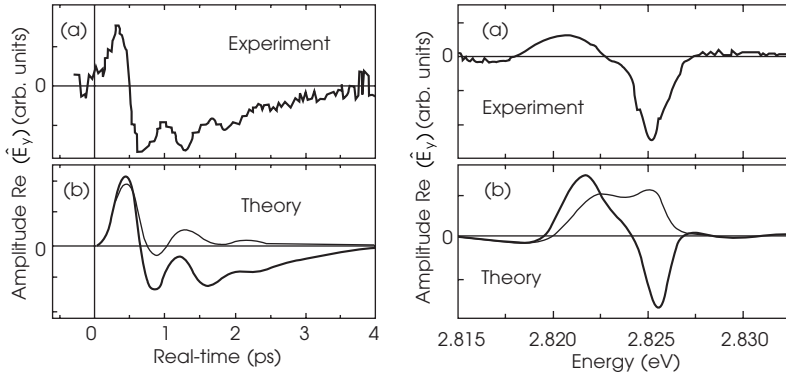 Amplitude Re (Ê_y) (arb. units)
(a)
Experiment
0
(b)
Theory
0
0 1 2 3 4
Real-time (ps)
Amplitude Re (Ê_y) (arb. units)
(a)
0
Experiment
(b)
0
Theory
2.815 2.820 2.825 2.830
Energy (eV)